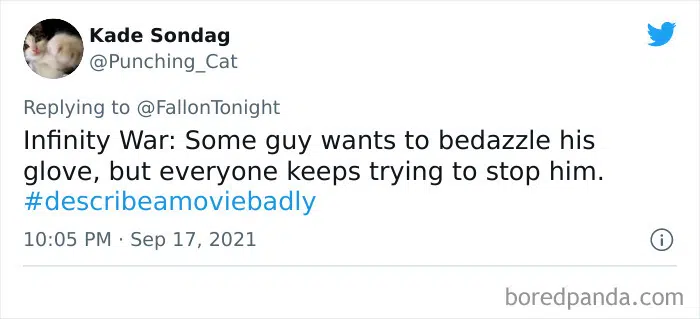 Kade Sondag
@Punching_Cat
Replying to @FallonTonight
Infinity War: Some guy wants to bedazzle his
glove, but everyone keeps trying to stop him.
#describeamoviebadly
10:05 PM · Sep 17, 2021
boredpanda.com